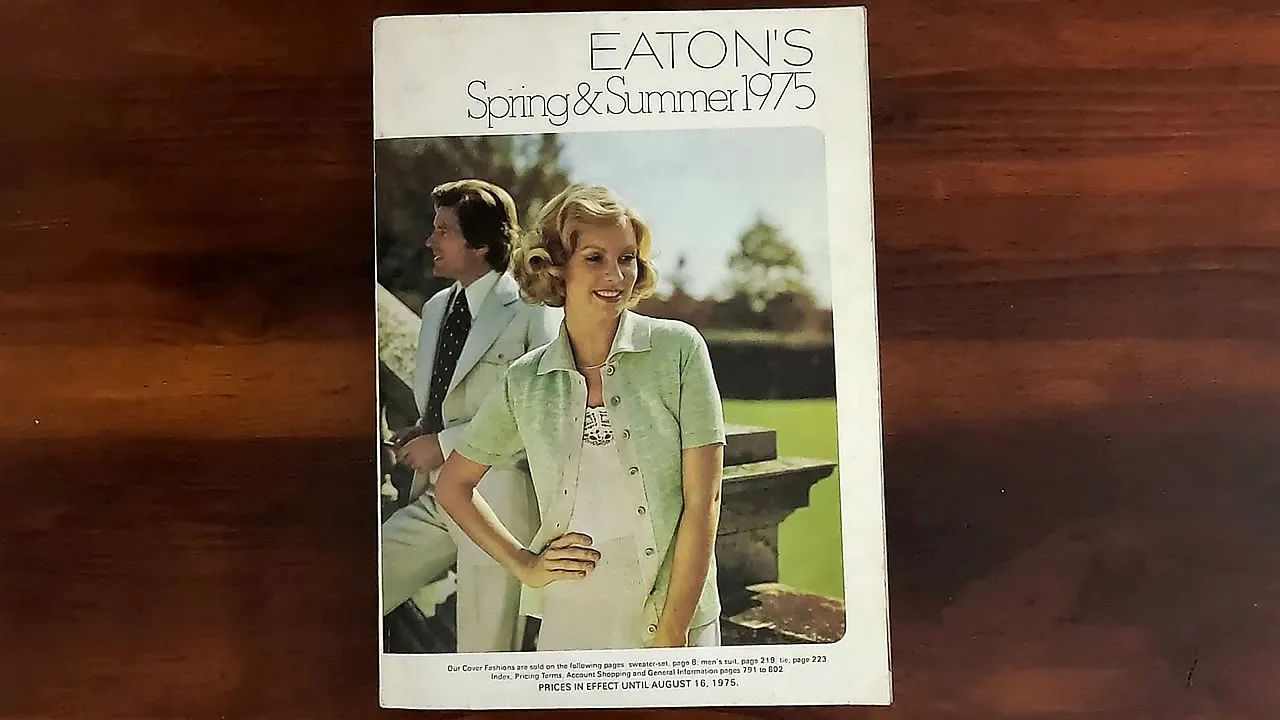 EATON'S
Spring & Summer 1975
Our Cover Fashions are sold on the following pages: sweater-set, page 8; men's suit, page 219; tie, page 223.
Index, Pricing Terms, Account Shopping and General Information pages 791 to 802.
PRICES IN EFFECT UNTIL AUGUST 16, 1975.